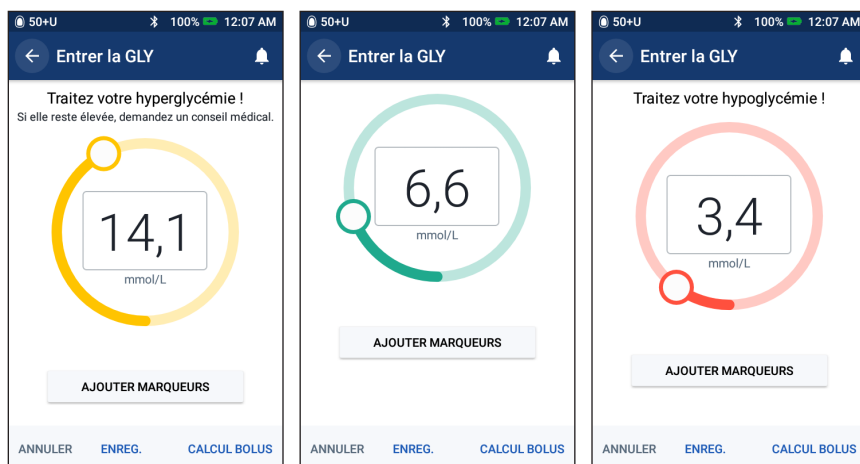 50+U 100% 12:07 AM
Entrer la GLY
Traitez votre hyperglycémie !
Si elle reste élevée, demandez un conseil médical.
14,1
mmol/L
AJOUTER MARQUEURS
ANNULER ENREG. CALCUL BOLUS
50+U 100% 12:07 AM
Entrer la GLY
6,6
mmol/L
AJOUTER MARQUEURS
ANNULER ENREG. CALCUL BOLUS
50+U 100% 12:07 AM
Entrer la GLY
Traitez votre hypoglycémie !
3,4
mmol/L
AJOUTER MARQUEURS
ANNULER ENREG. CALCUL BOLUS